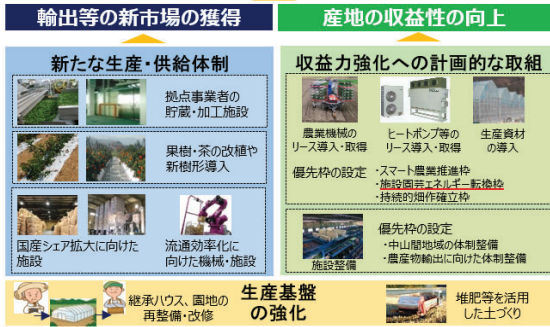 輸出等の新市場の獲得
産地の収益性の向上
新たな生産・供給体制
拠点事業者の
貯蔵・加工施設
果樹・茶の改植や
新樹形導入
国産シェア拡大に向けた
施設
流通効率化に
向けた機械・施設
収益力強化への計画的な取組
農業機械の
リース導入・取得
ヒートポンプ等の
リース導入・取得
生産資材
の導入
優先枠の設定
・スマート農業推進枠
・施設園芸エネルギー転換枠
・持続的畑作確立枠
施設整備
優先枠の設定
・中山間地域の体制整備
・農産物輸出に向けた体制整備
継承ハウス、園地の
再整備・改修
生産基盤
の強化
堆肥等を活用
した土づくり